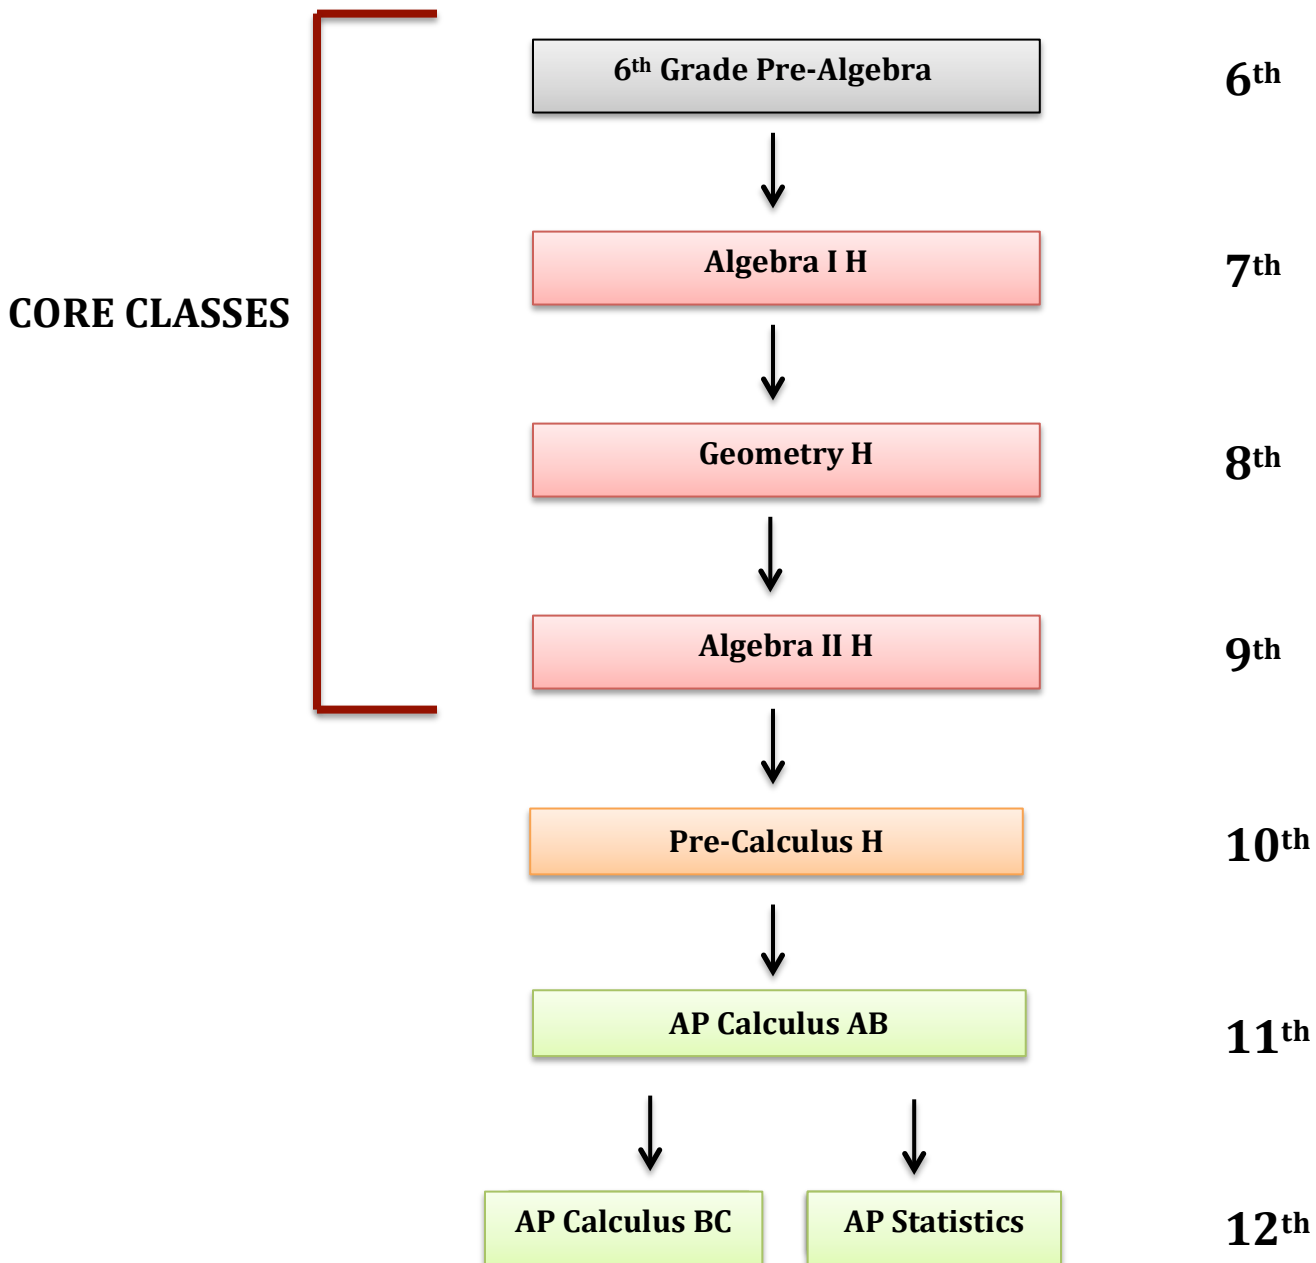 6th Grade Pre-Algebra 6th
Algebra I H 7th
CORE CLASSES
Geometry H 8th
Algebra II H 9th
Pre-Calculus H 10th
AP Calculus AB 11th
AP Calculus BC AP Statistics 12th